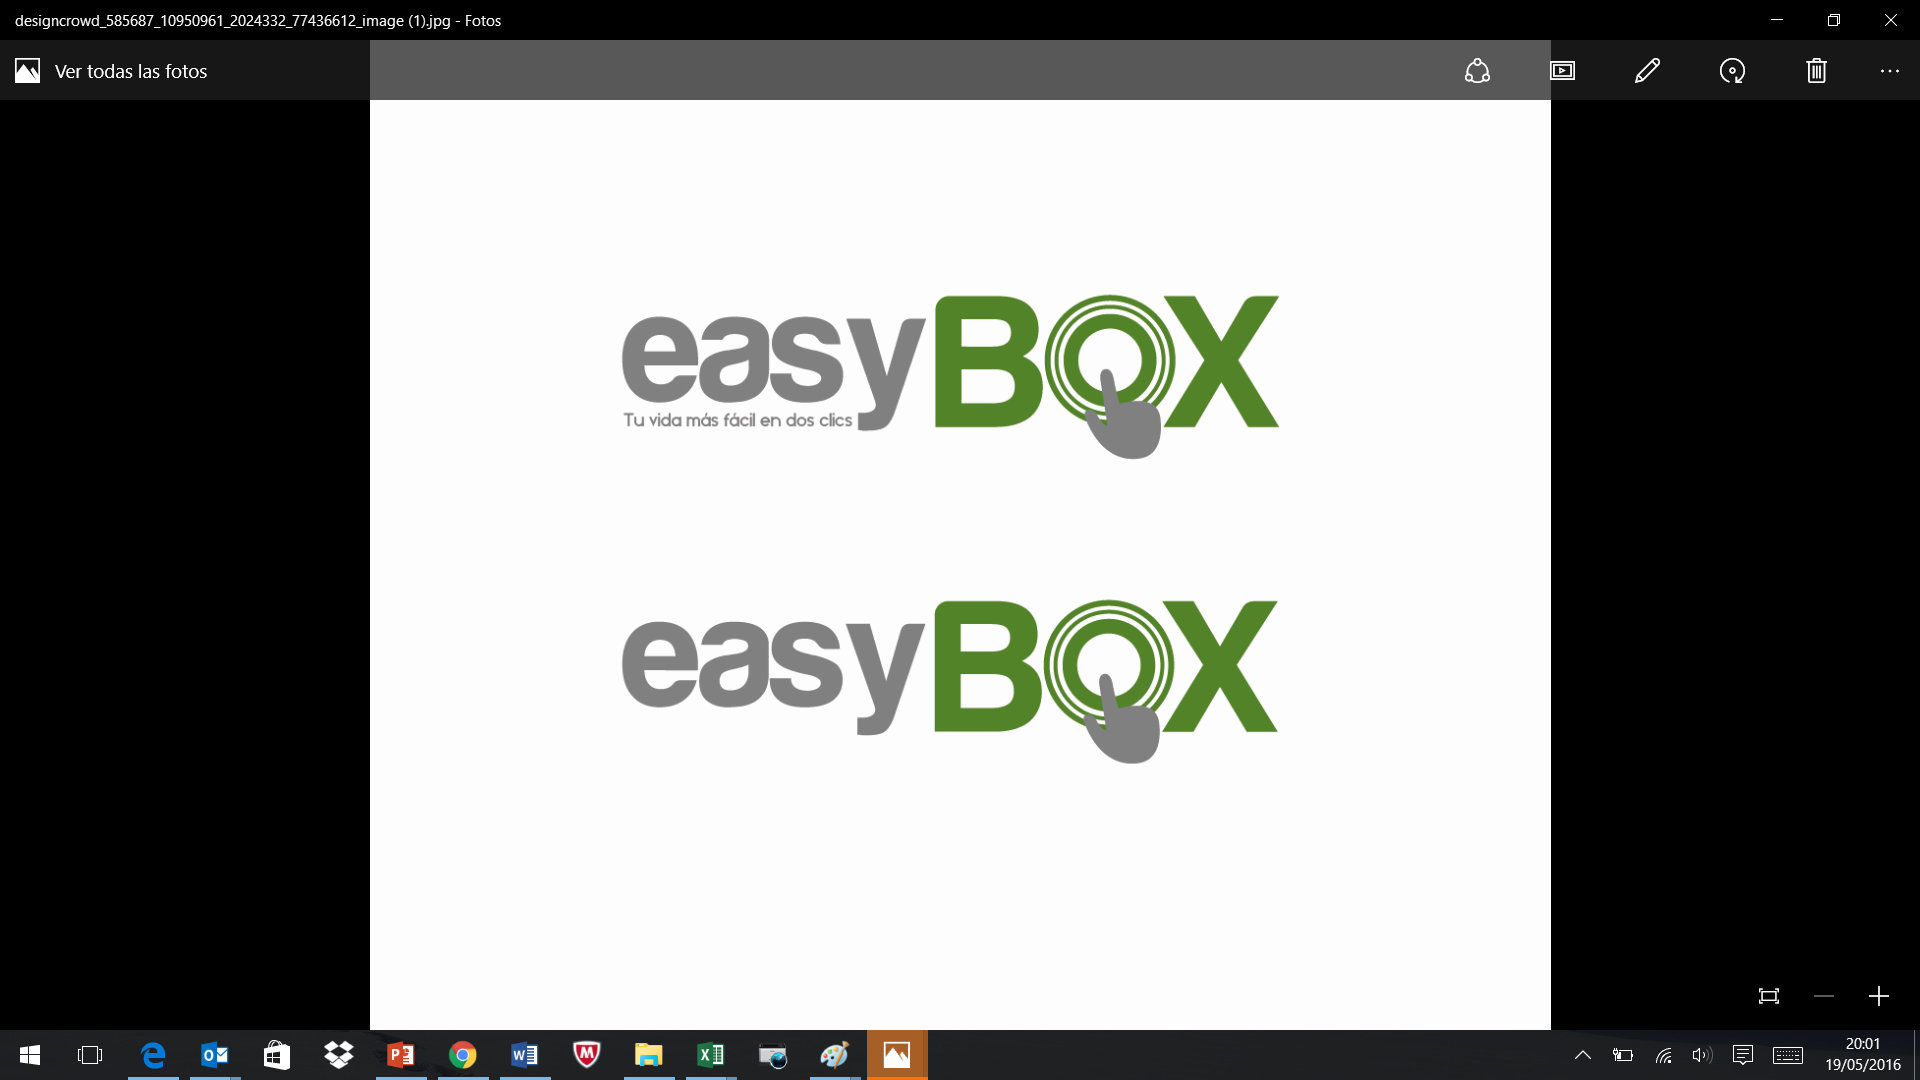 designcrowd_585687_10950961_2024332_77436612_image (1).jpg - Fotos
Ver todas las fotos
easyBOX
Tu vida más fácil en dos clics
easyBOX
20:01
19/05/2016